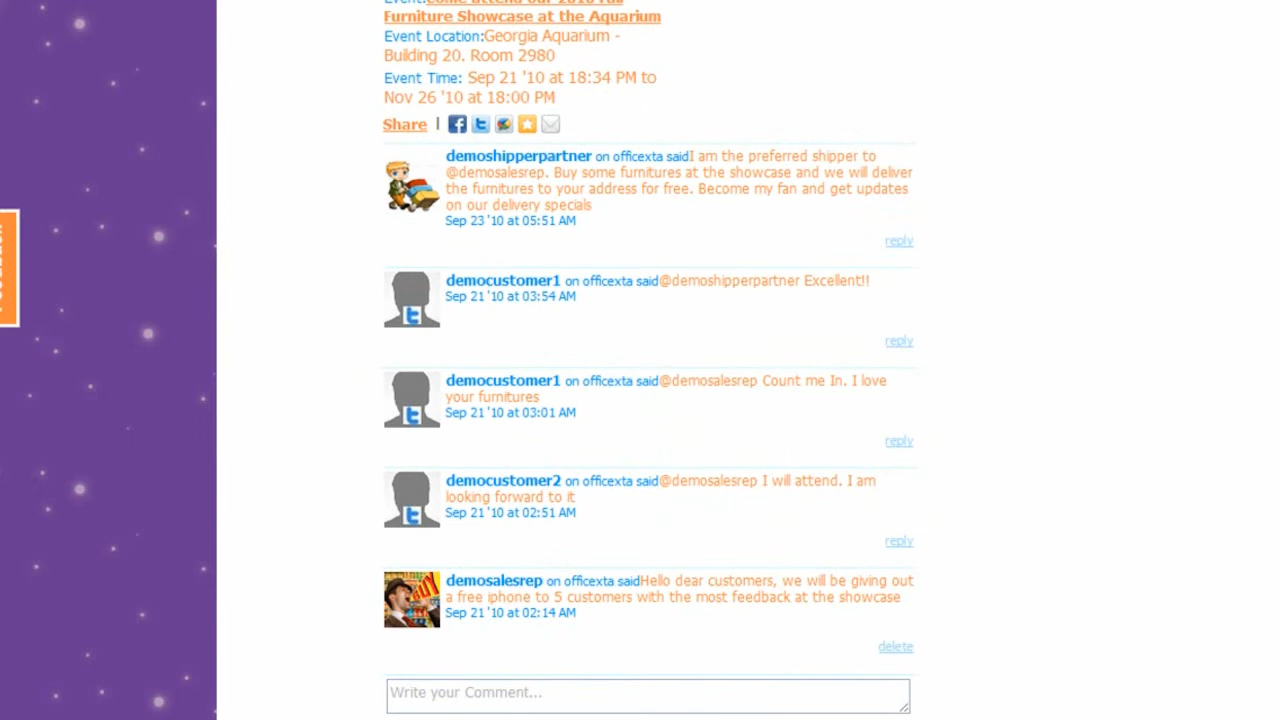 Event:Come attend our 2010 Fall
Furniture Showcase at the Aquarium
Event Location:Georgia Aquarium -
Building 20. Room 2980
Event Time: Sep 21 '10 at 18:34 PM to
Nov 26 '10 at 18:00 PM
Share |
demoshipperpartner on officexta saidI am the preferred shipper to
@demosalesrep. Buy some furnitures at the showcase and we will deliver
the furnitures to your address for free. Become my fan and get updates
on our delivery specials
Sep 23 '10 at 05:51 AM
reply
democustomer1 on officexta said@demoshipperpartner Excellent!!
Sep 21 '10 at 03:54 AM
reply
democustomer1 on officexta said@demosalesrep Count me In. I love
your furnitures
Sep 21 '10 at 03:01 AM
reply
democustomer2 on officexta said@demosalesrep I will attend. I am
looking forward to it
Sep 21 '10 at 02:51 AM
reply
demosalesrep on officexta saidHello dear customers, we will be giving out
a free iphone to 5 customers with the most feedback at the showcase
Sep 21 '10 at 02:14 AM
delete
Write your Comment...